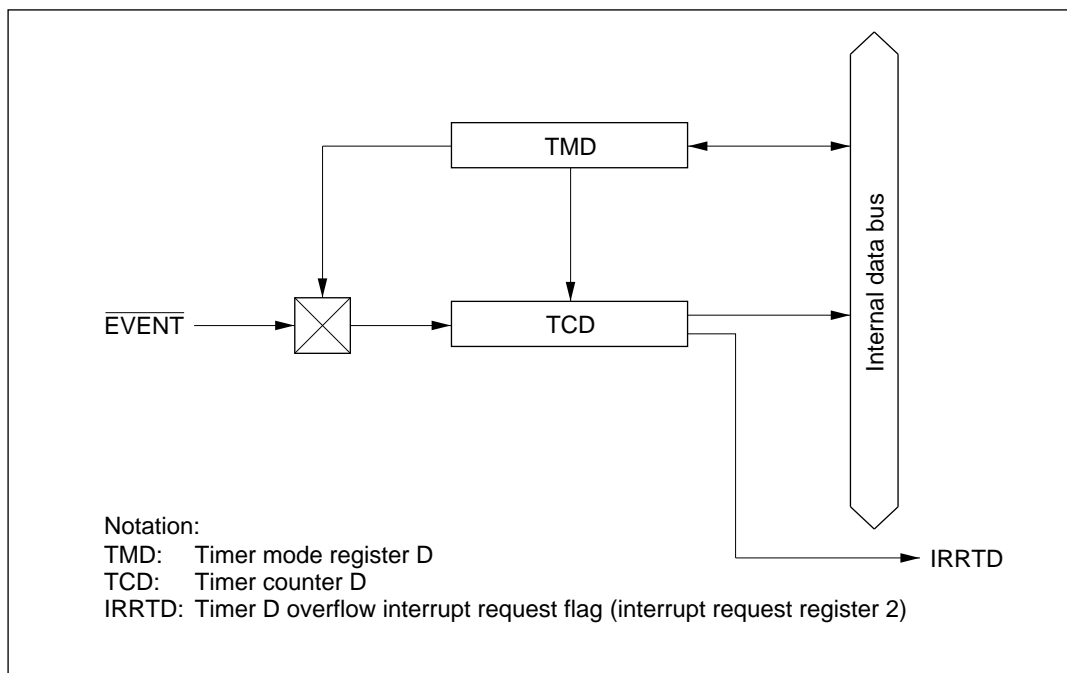 TMD
Internal data bus
E̅V̅E̅N̅T̅
TCD
IRRTD
Notation:
TMD: Timer mode register D
TCD: Timer counter D
IRRTD: Timer D overflow interrupt request flag (interrupt request register 2)